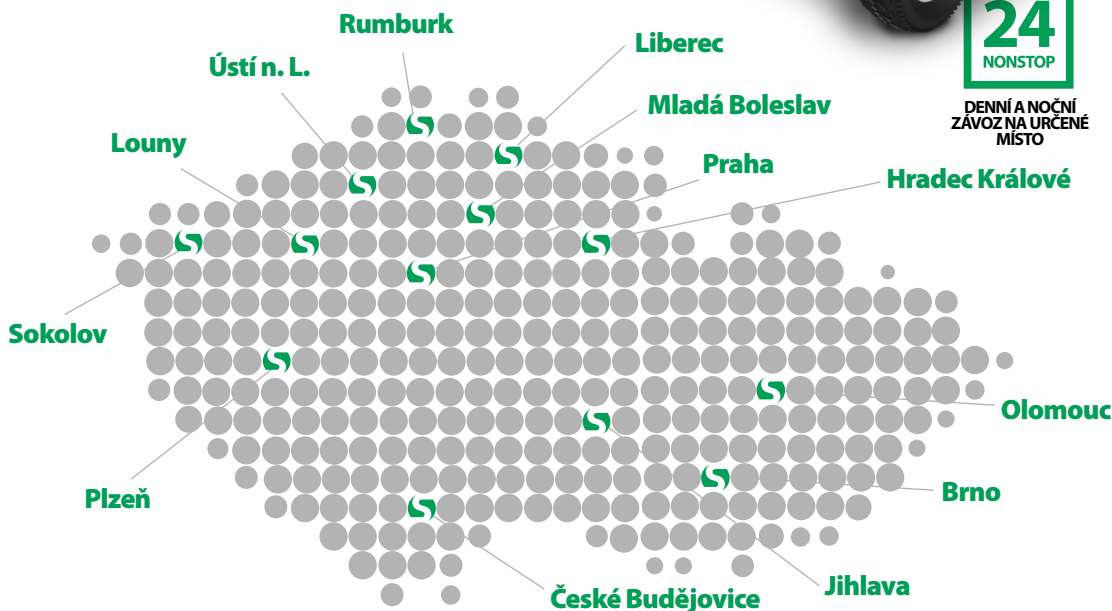 Rumburk
24
NONSTOP
Liberec
Ústí n. L.
Mladá Boleslav
DENNÍ A NOČNÍ
ZÁVOZ NA URČENÉ
MÍSTO
Louny
Praha
Hradec Králové
Sokolov
Olomouc
Plzeň
Brno
Jihlava
České Budějovice